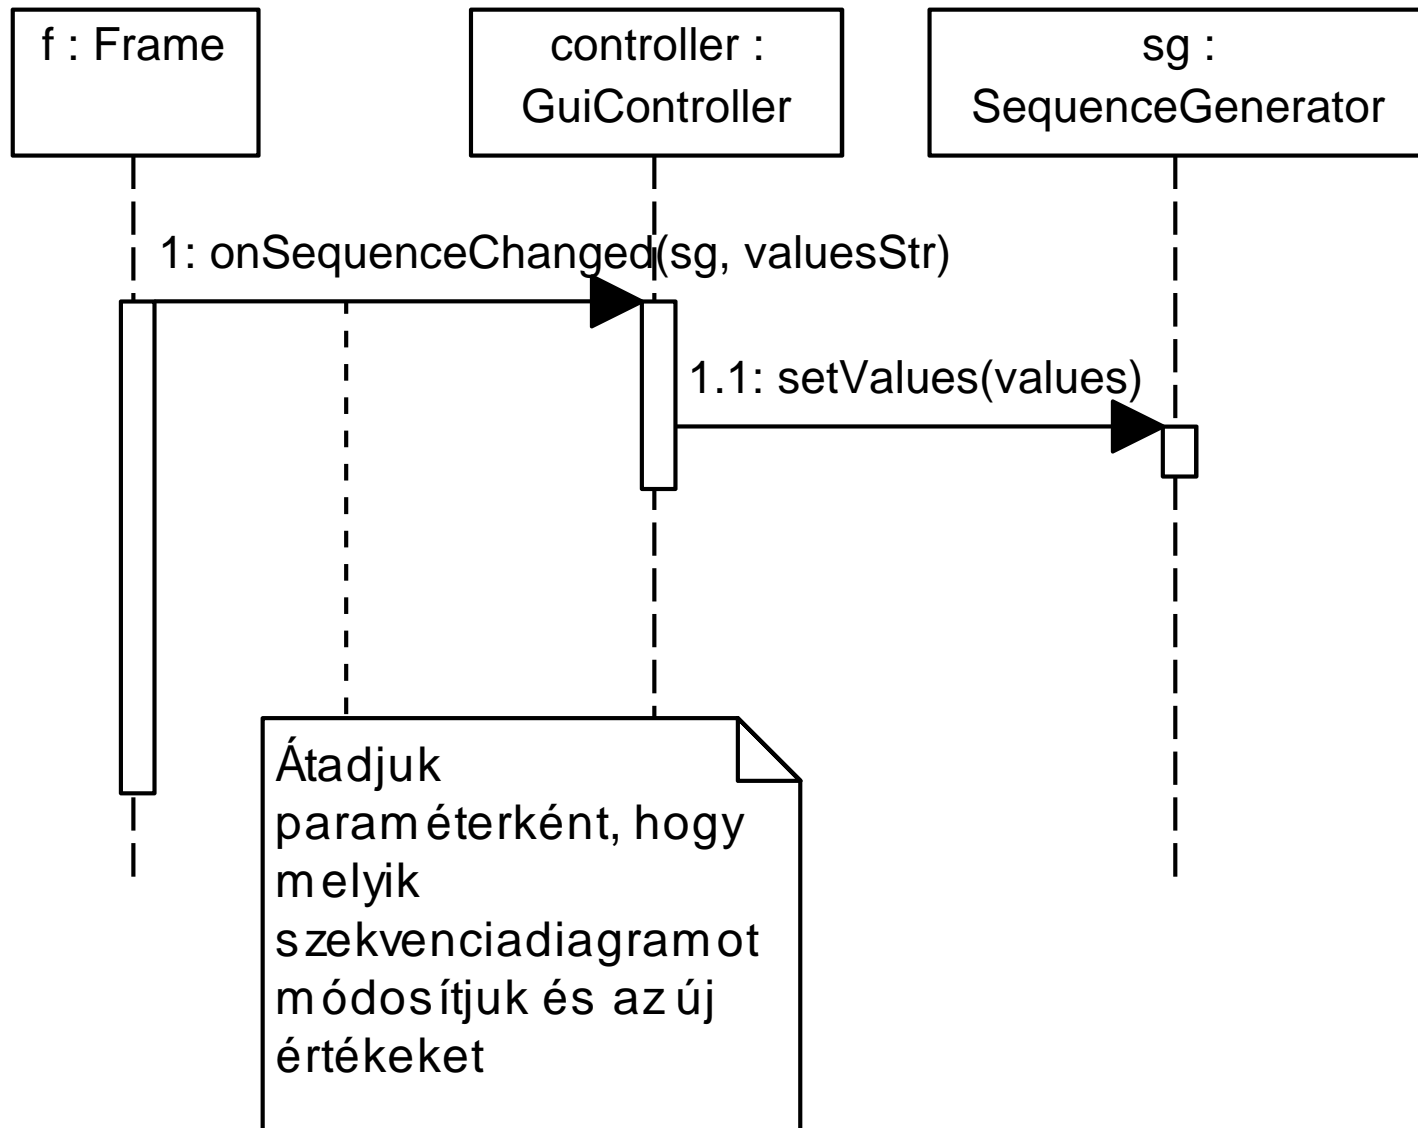 f : Frame
controller :
GuiController
sg :
SequenceGenerator
1: onSequenceChanged(sg, valuesStr)
1.1: setValues(values)
Átadjuk
paraméterként, hogy
melyik
szekvenciadiagramot
módosítjuk és az új
értékeket